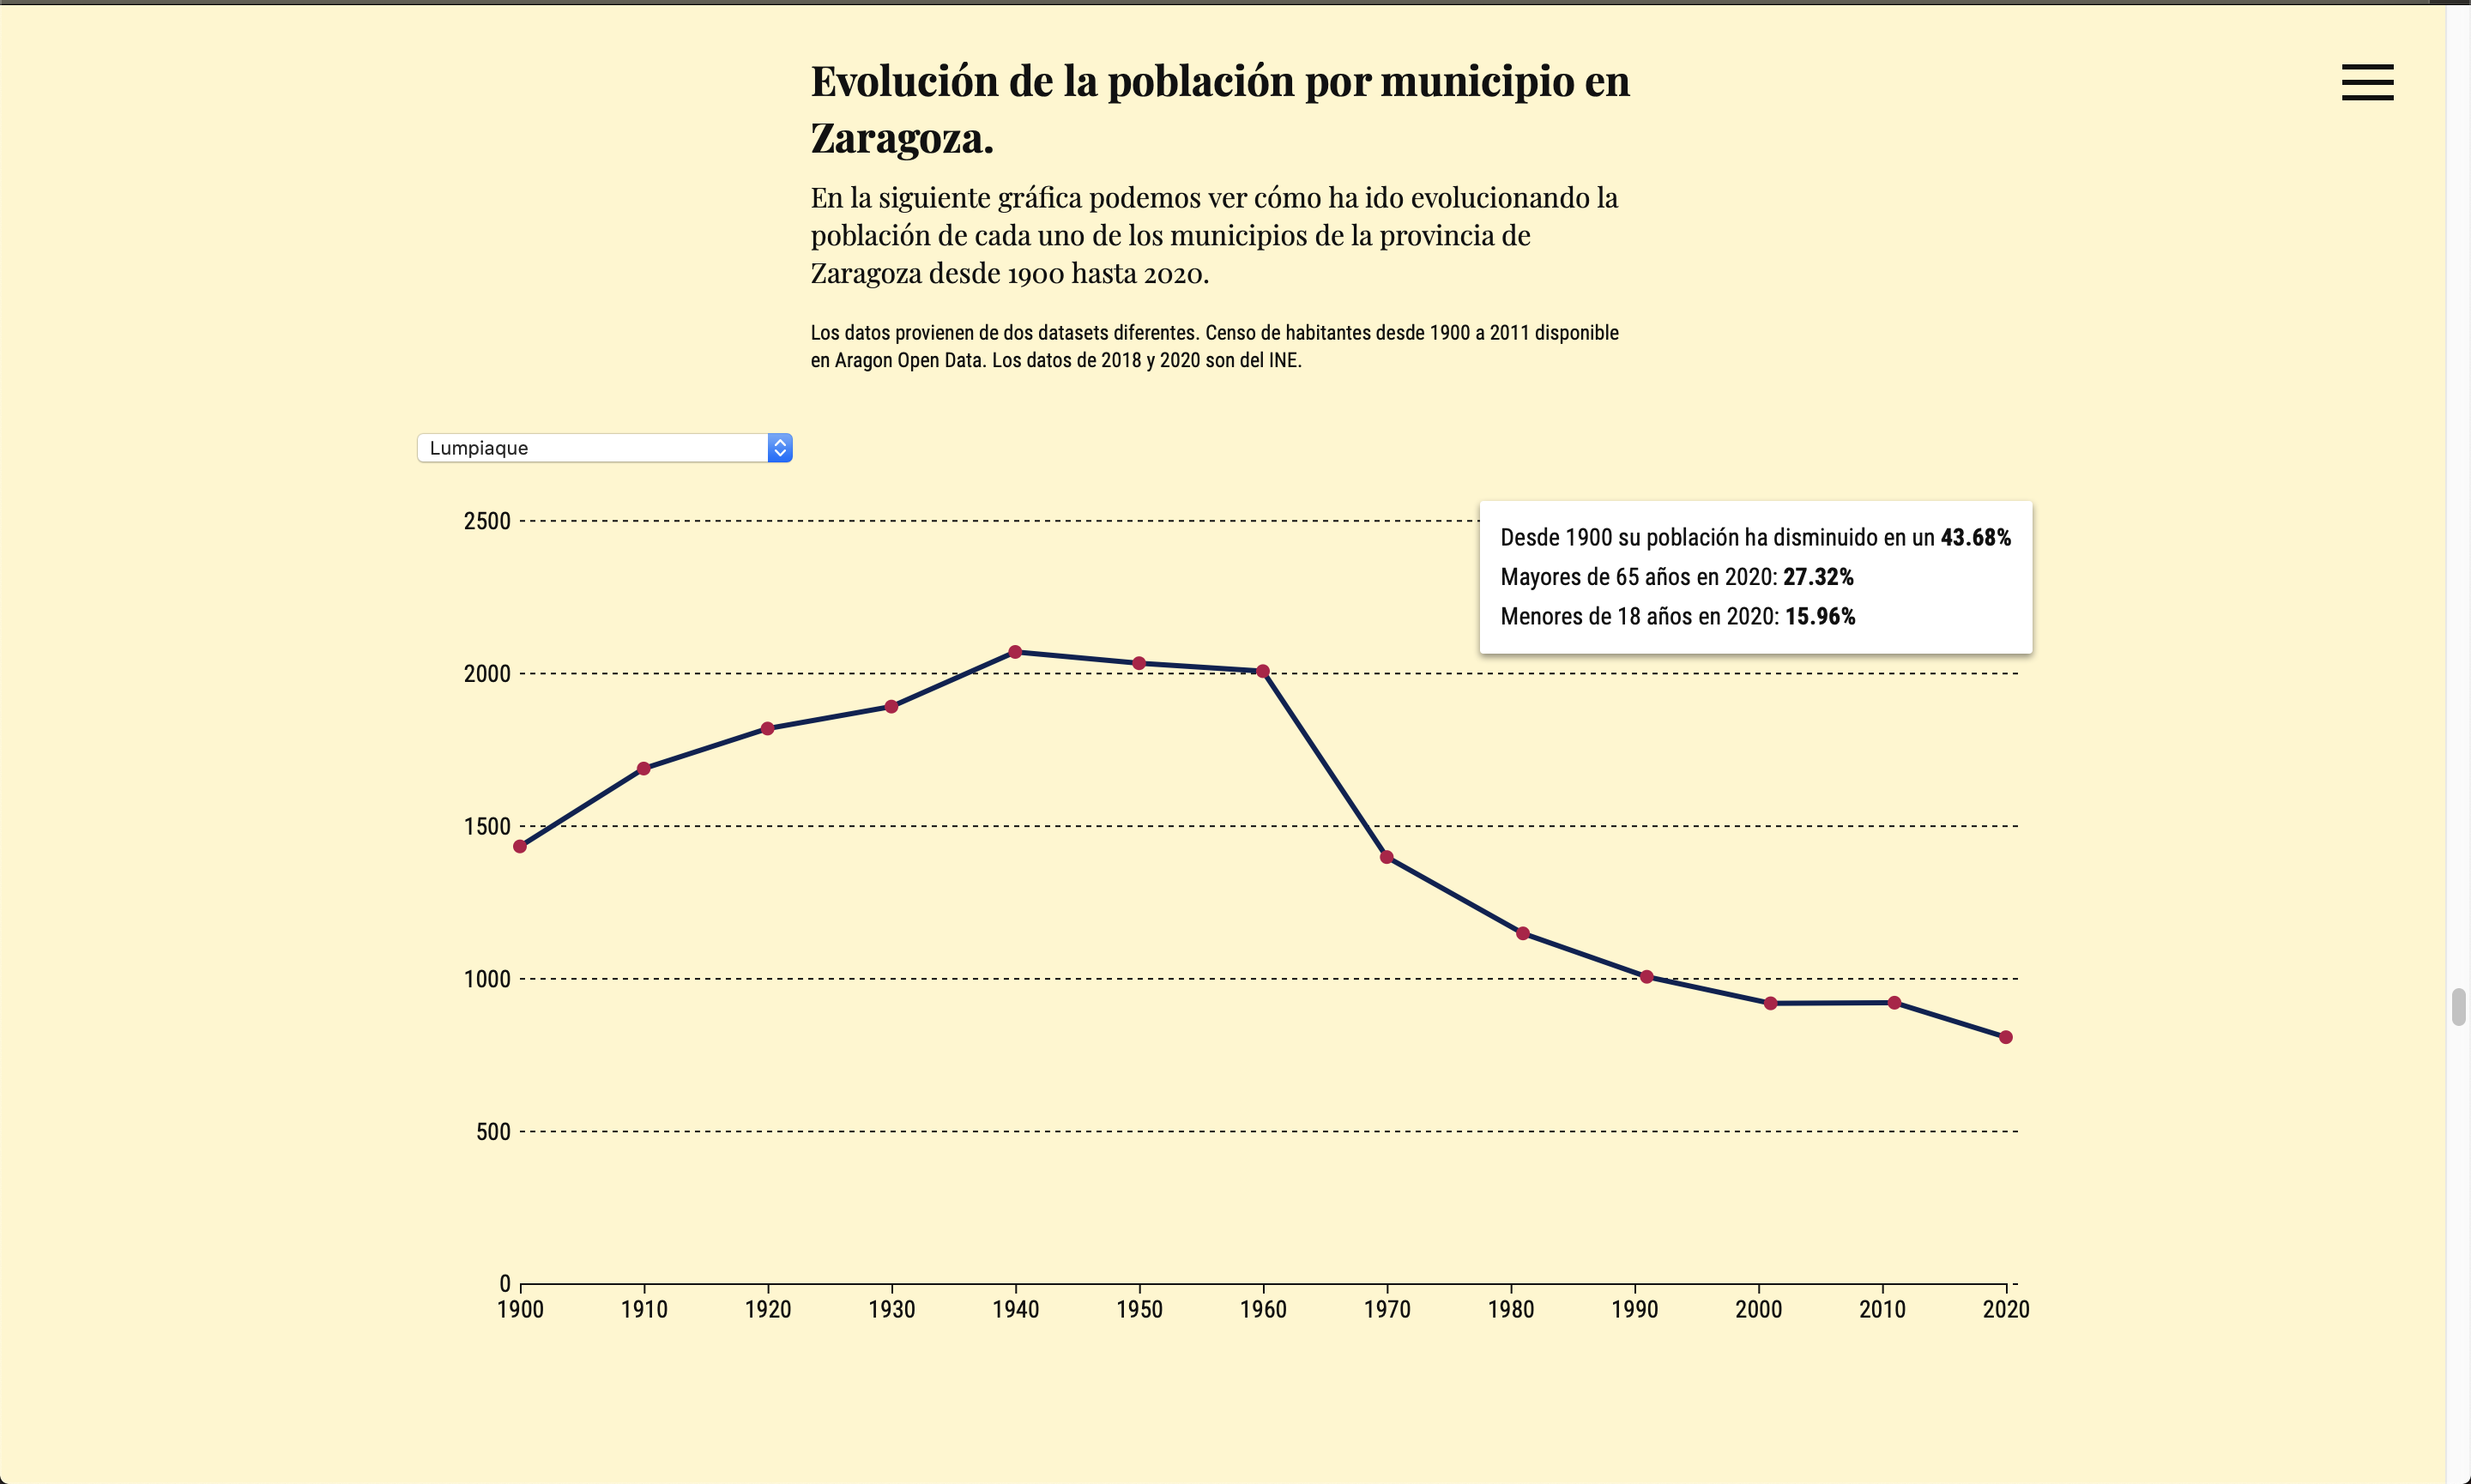 Evolución de la población por municipio en
Zaragoza.
En la siguiente gráfica podemos ver cómo ha ido evolucionando la
población de cada uno de los municipios de la provincia de
Zaragoza desde 1900 hasta 2020.
Los datos provienen de dos datasets diferentes. Censo de habitantes desde 1900 a 2011 disponible
en Aragon Open Data. Los datos de 2018 y 2020 son del INE.
Lumpiaque
Desde 1900 su población ha disminuido en un 43.68%
Mayores de 65 años en 2020: 27.32%
Menores de 18 años en 2020: 15.96%
2500
2000
1500
1000
500
0
1900 1910 1920 1930 1940 1950 1960 1970 1980 1990 2000 2010 2020